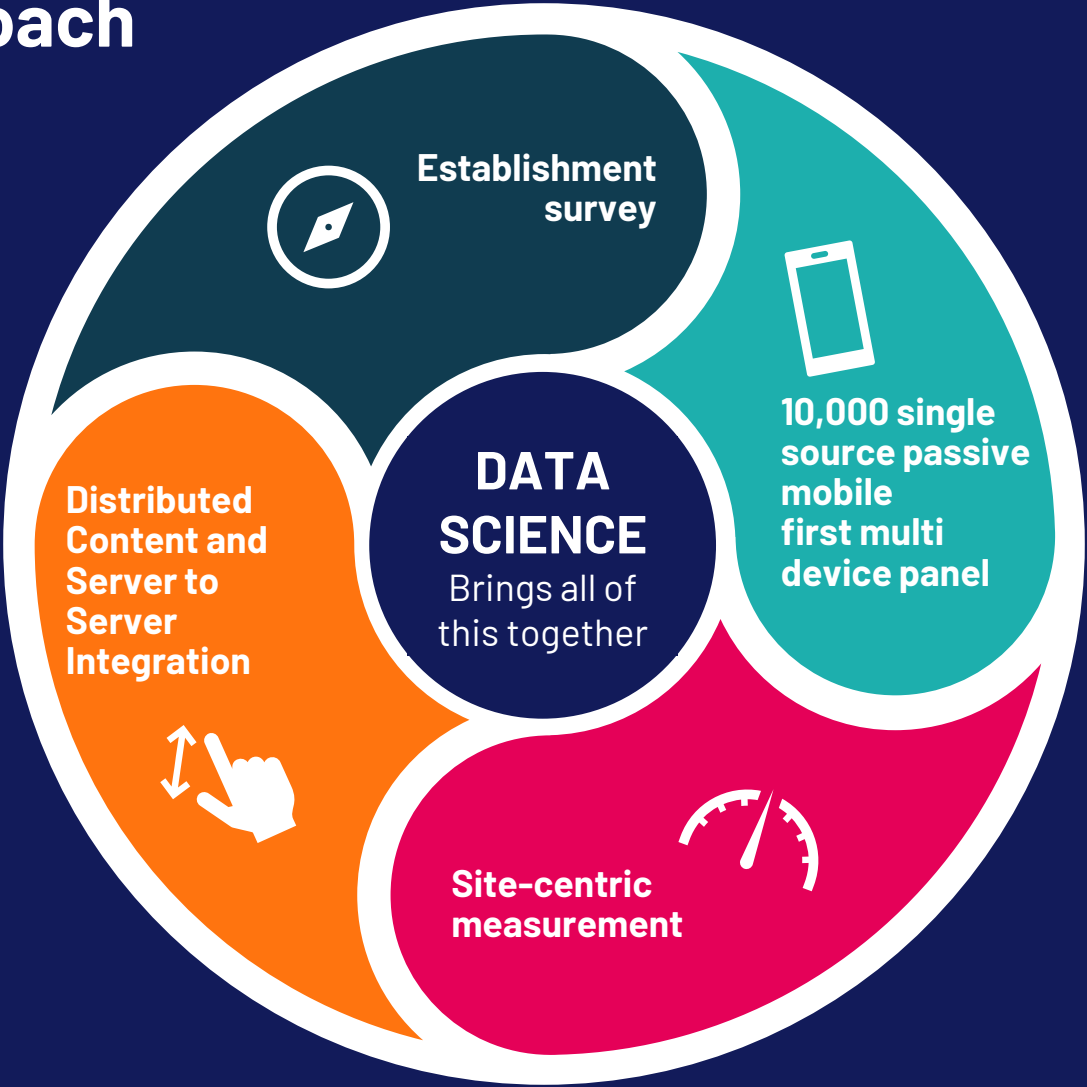 Establishment
survey
10,000 single
source passive
mobile
first multi
device panel
DATA
SCIENCE
Brings all of
this together
Distributed
Content and
Server to
Server
Integration
Site-centric
measurement